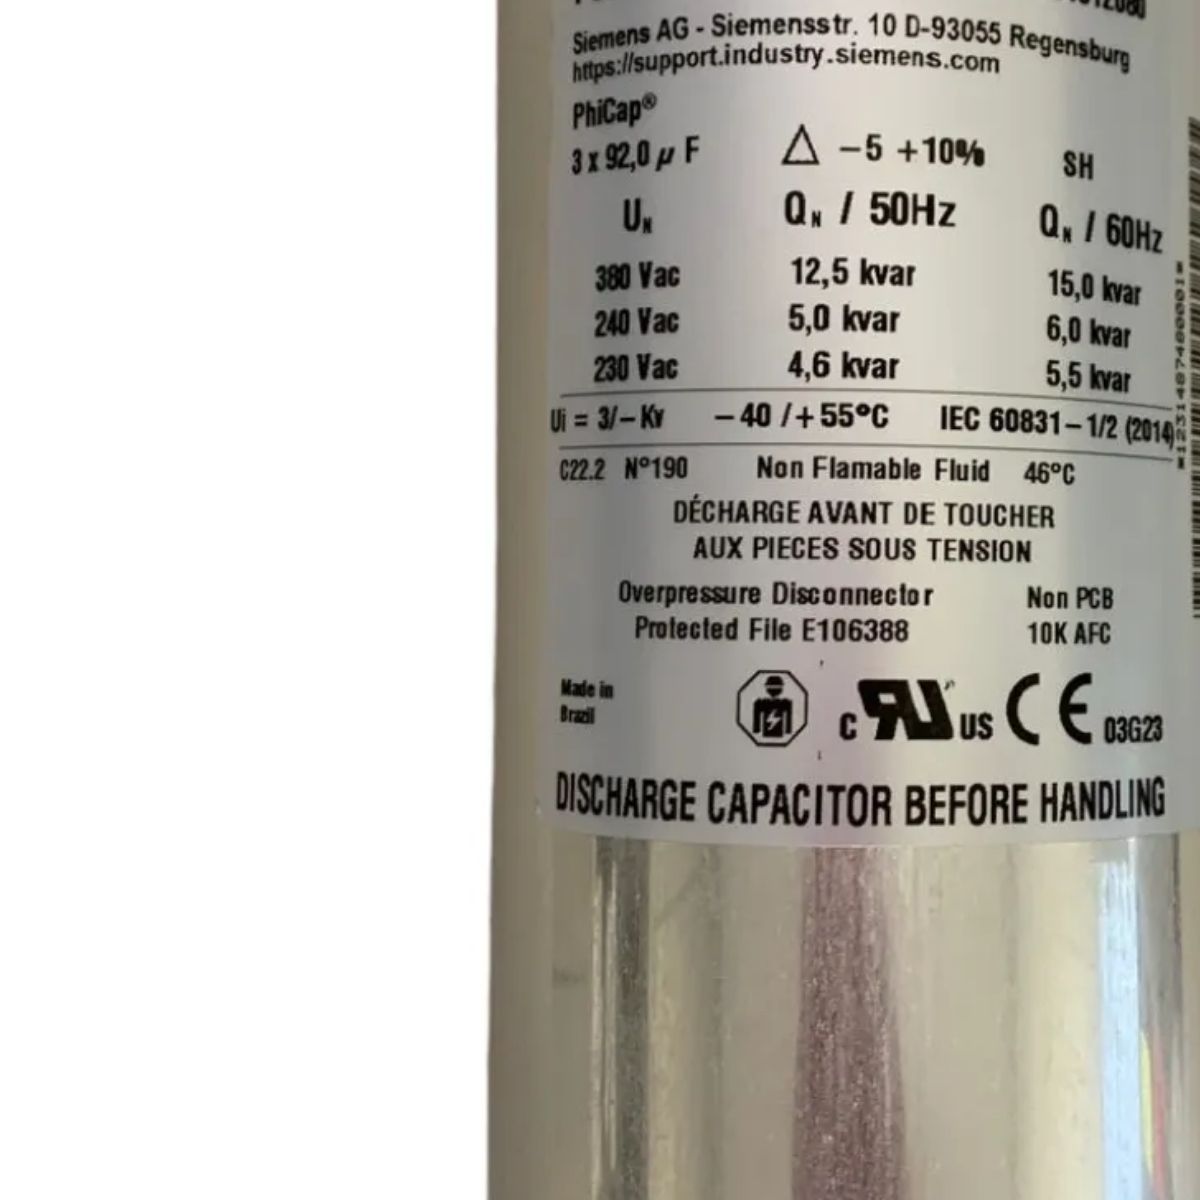 Siemens AG - Siemensstr. 10 D-93055 Regensburg
https://support.industry.siemens.com
PhiCap®
3 x 92,0 µ F △ −5 +10% SH
U_N Q_N / 50Hz Q_N / 60Hz
380 Vac 12,5 kvar 15,0 kvar
240 Vac 5,0 kvar 6,0 kvar
230 Vac 4,6 kvar 5,5 kvar
Ui = 3/− Kv −40 /+55°C IEC 60831−1/2 (2014)
C22.2 N°190 Non Flamable Fluid 46°C
DÉCHARGE AVANT DE TOUCHER
AUX PIECES SOUS TENSION
Overpressure Disconnector Non PCB
Protected File E106388 10K AFC
Made in
Brazil
c RU US CE 03G23
DISCHARGE CAPACITOR BEFORE HANDLING